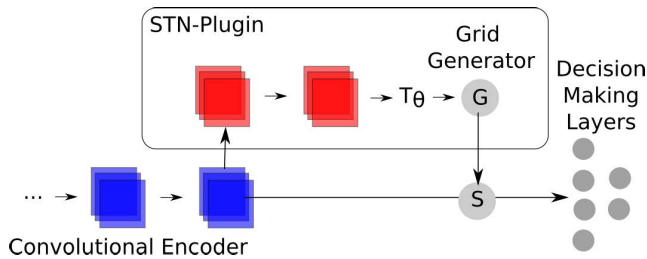 STN-Plugin
Grid
Generator
Decision
Making
Layers
Tθ
G
...
S
Convolutional Encoder